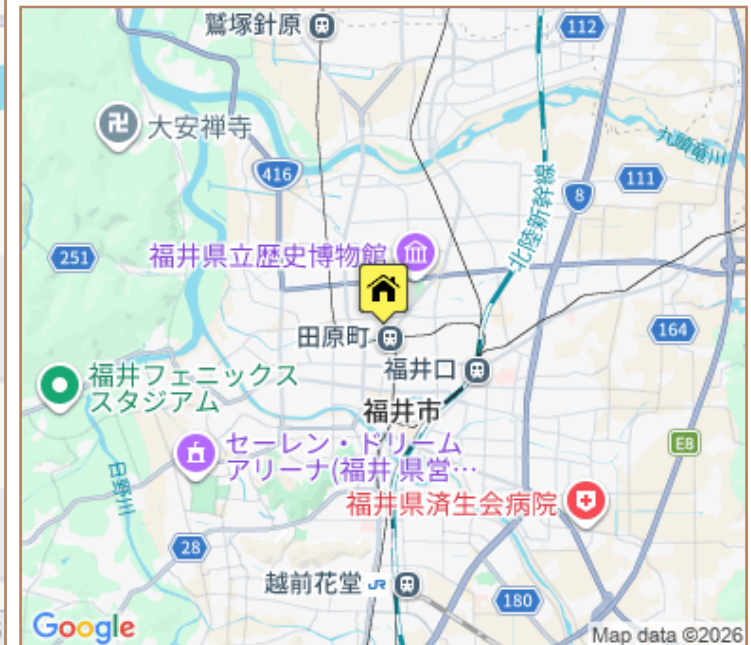 鷲塚針原
112
大安禅寺
九頭竜川
416
111
8
北陸新幹線
251
福井県立歴史博物館
164
田原町
福井口
福井フェニックス
スタジアム
福井市
セーレン・ドリーム
アリーナ(福井 県営…
E8
日野川
福井県済生会病院
28
越前花堂 JR
180
Google
Map data ©2026